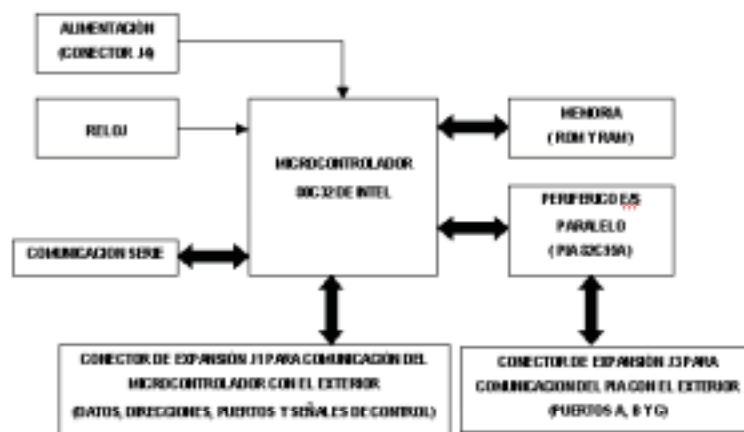 ALIMENTACIÓN
(CONECTOR J4)
RELOJ
MICROCONTROLADOR
80C32 DE INTEL
MEMORIA
( ROM Y RAM)
PERIFERICO E/S
PARALELO
( PIA 82C55A)
COMUNICACION SERIE
CONECTOR DE EXPANSIÓN J1 PARA COMUNICACIÓN DEL
MICROCONTROLADOR CON EL EXTERIOR
(DATOS, DIRECCIONES, PUERTOS Y SEÑALES DE CONTROL)
CONECTOR DE EXPANSIÓN J3 PARA
COMUNICACION DEL PIA CON EL EXTERIOR
(PUERTOS A, B Y C)